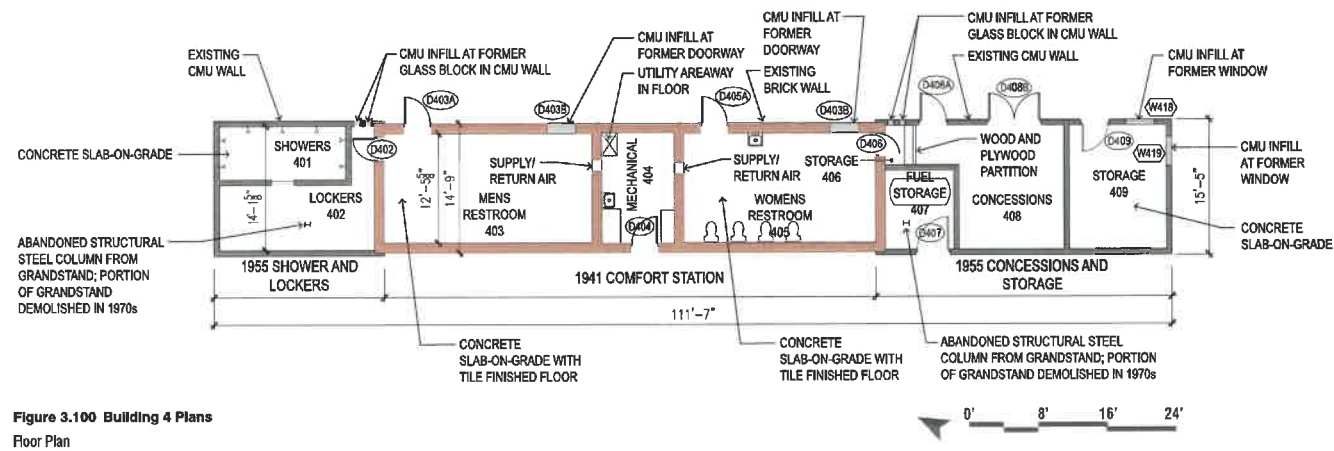 EXISTING
CMU WALL
CMU INFILL AT FORMER
GLASS BLOCK IN CMU WALL
CMU INFILL AT
FORMER DOORWAY
UTILITY AREAWAY
IN FLOOR
CMU INFILL AT
FORMER
DOORWAY
EXISTING
BRICK WALL
CMU INFILL AT FORMER
GLASS BLOCK IN CMU WALL
EXISTING CMU WALL
CMU INFILL AT
FORMER WINDOW
D403A
D403B
D405A
D403B
D408A
D408B
W418
CONCRETE
SLAB-ON-GRADE
SHOWERS
401
D402
LOCKERS
402
14'-1
12'-5
14'-9"
MENS
RESTROOM
403
SUPPLY/
RETURN AIR
MECHANICAL
404
D404
SUPPLY/
RETURN AIR
WOMENS
RESTROOM
405
STORAGE
406
D406
FUEL
STORAGE
407
D407
WOOD AND
PLYWOOD
PARTITION
CONCESSIONS
408
D409
W419
STORAGE
409
15'-5"
CMU INFILL
AT FORMER
WINDOW
CONCRETE
SLAB-ON-GRADE
ABANDONED STRUCTURAL
STEEL COLUMN FROM
GRANDSTAND; PORTION
OF GRANDSTAND
DEMOLISHED IN 1970s
1955 SHOWER AND
LOCKERS
1941 COMFORT STATION
1955 CONCESSIONS AND
STORAGE
111'-7"
CONCRETE
SLAB-ON-GRADE WITH
TILE FINISHED FLOOR
CONCRETE
SLAB-ON-GRADE WITH
TILE FINISHED FLOOR
ABANDONED STRUCTURAL STEEL
COLUMN FROM GRANDSTAND; PORTION
OF GRANDSTAND DEMOLISHED IN 1970s
Figure 3.100 Building 4 Plans
Floor Plan
0' 8' 16' 24'